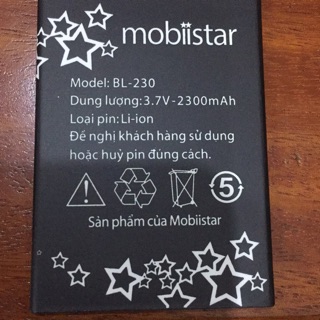 mobiistar
Model: BL-230
Dung lượng:3.7V-2300mAh
Loại pin:Li-ion
Đề nghị khách hàng sử dụng
hoặc huỷ pin đúng cách.
5
Sản phẩm của Mobiistar